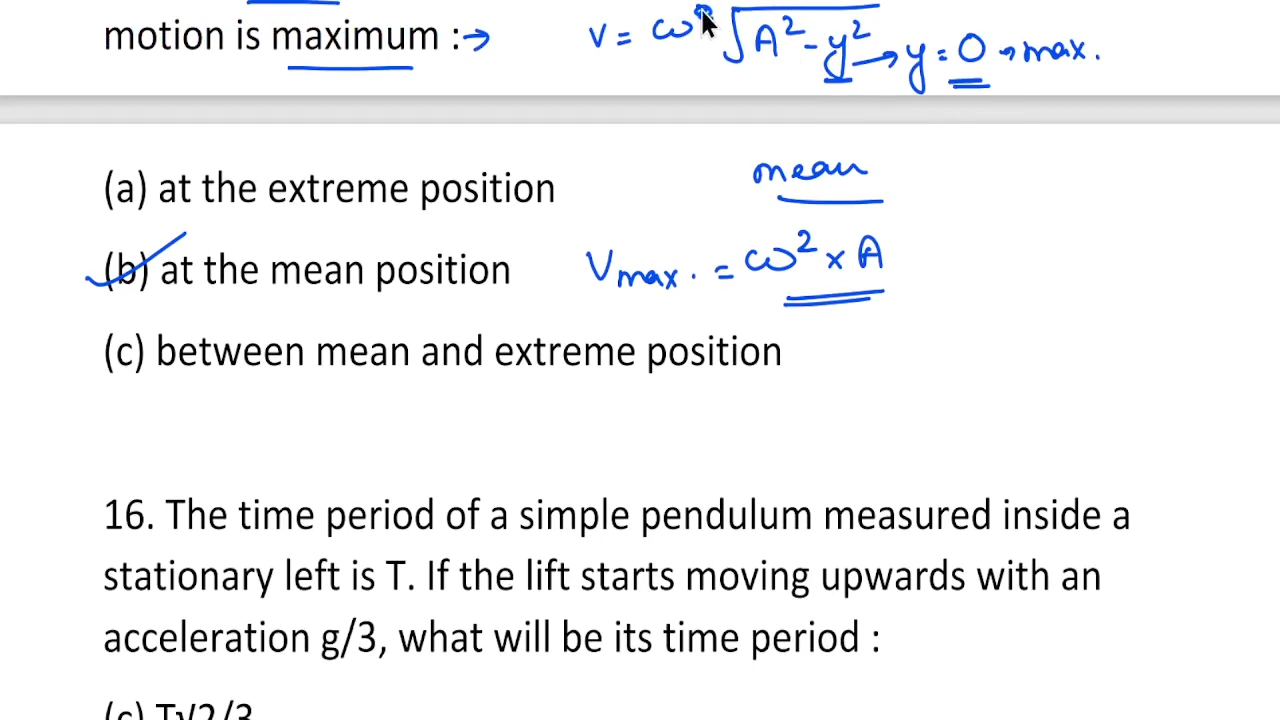 motion is maximum :→ v = ω √A² - y² → y = 0 → max.
(a) at the extreme position mean
(b) at the mean position Vmax. = ω² × A
(c) between mean and extreme position
16. The time period of a simple pendulum measured inside a
stationary left is T. If the lift starts moving upwards with an
acceleration g/3, what will be its time period :
(c) T√2/3